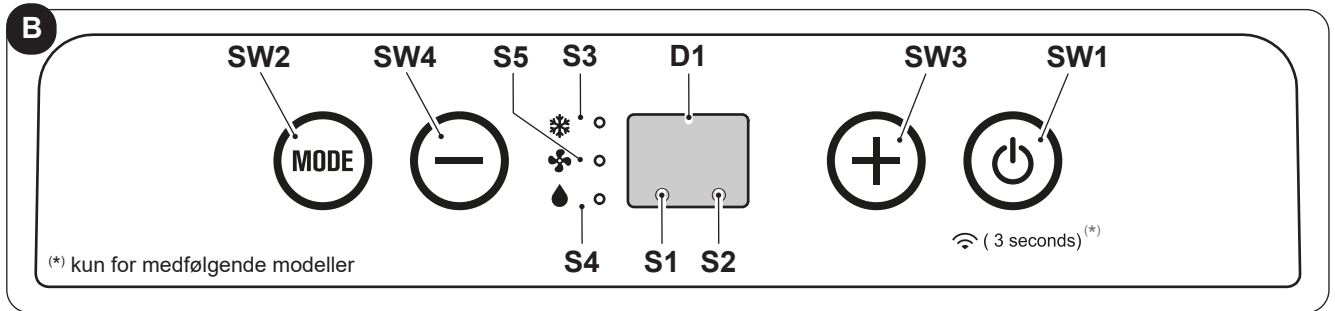 B
SW2 SW4 S5 S3 D1 SW3 SW1
MODE
( 3 seconds) (*)
(*) kun for medfølgende modeller
S4 S1 S2